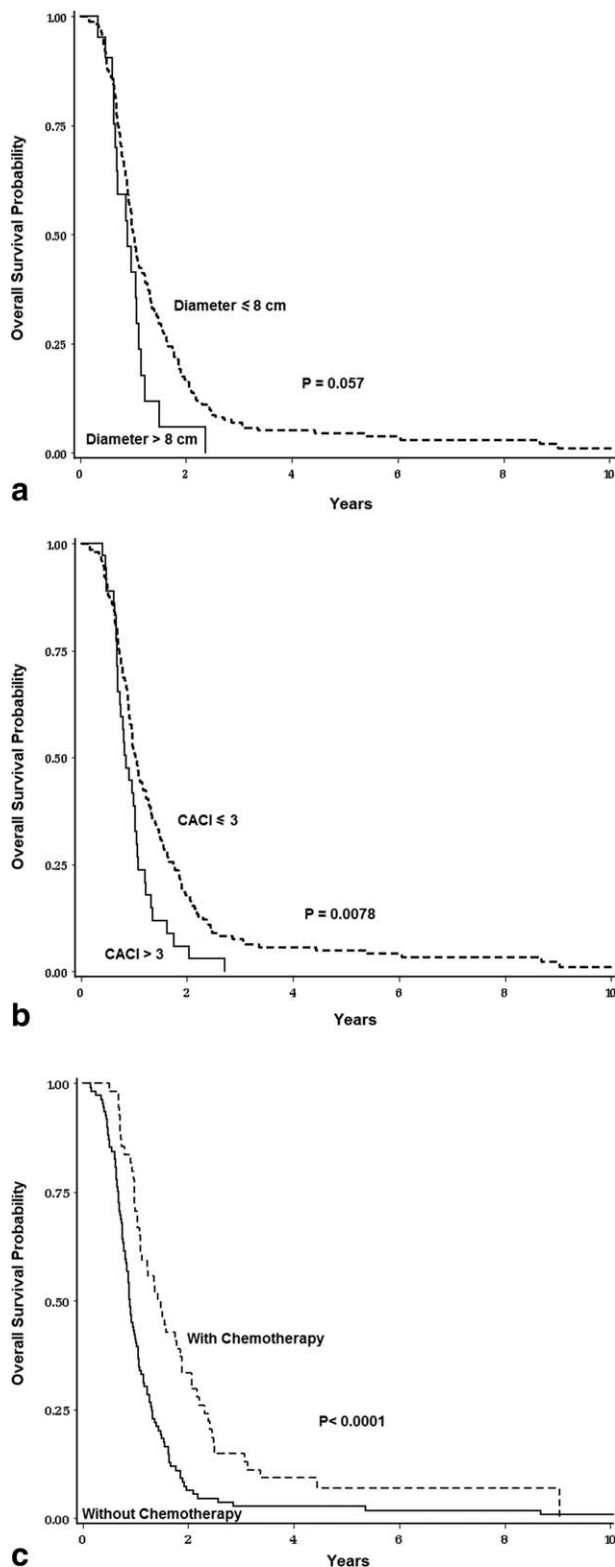 1.00
0.75
Overall Survival Probability
0.50
Diameter ≤ 8 cm
0.25
P = 0.057
Diameter > 8 cm
0.00
0 2 4 6 8 10
a
Years
1.00
0.75
Overall Survival Probability
0.50
CACI ≤ 3
0.25
P = 0.0078
CACI > 3
0.00
0 2 4 6 8 10
b
Years
1.00
0.75
Overall Survival Probability
0.50
With Chemotherapy
0.25
P< 0.0001
Without Chemotherapy
0.00
0 2 4 6 8 10
c
Years